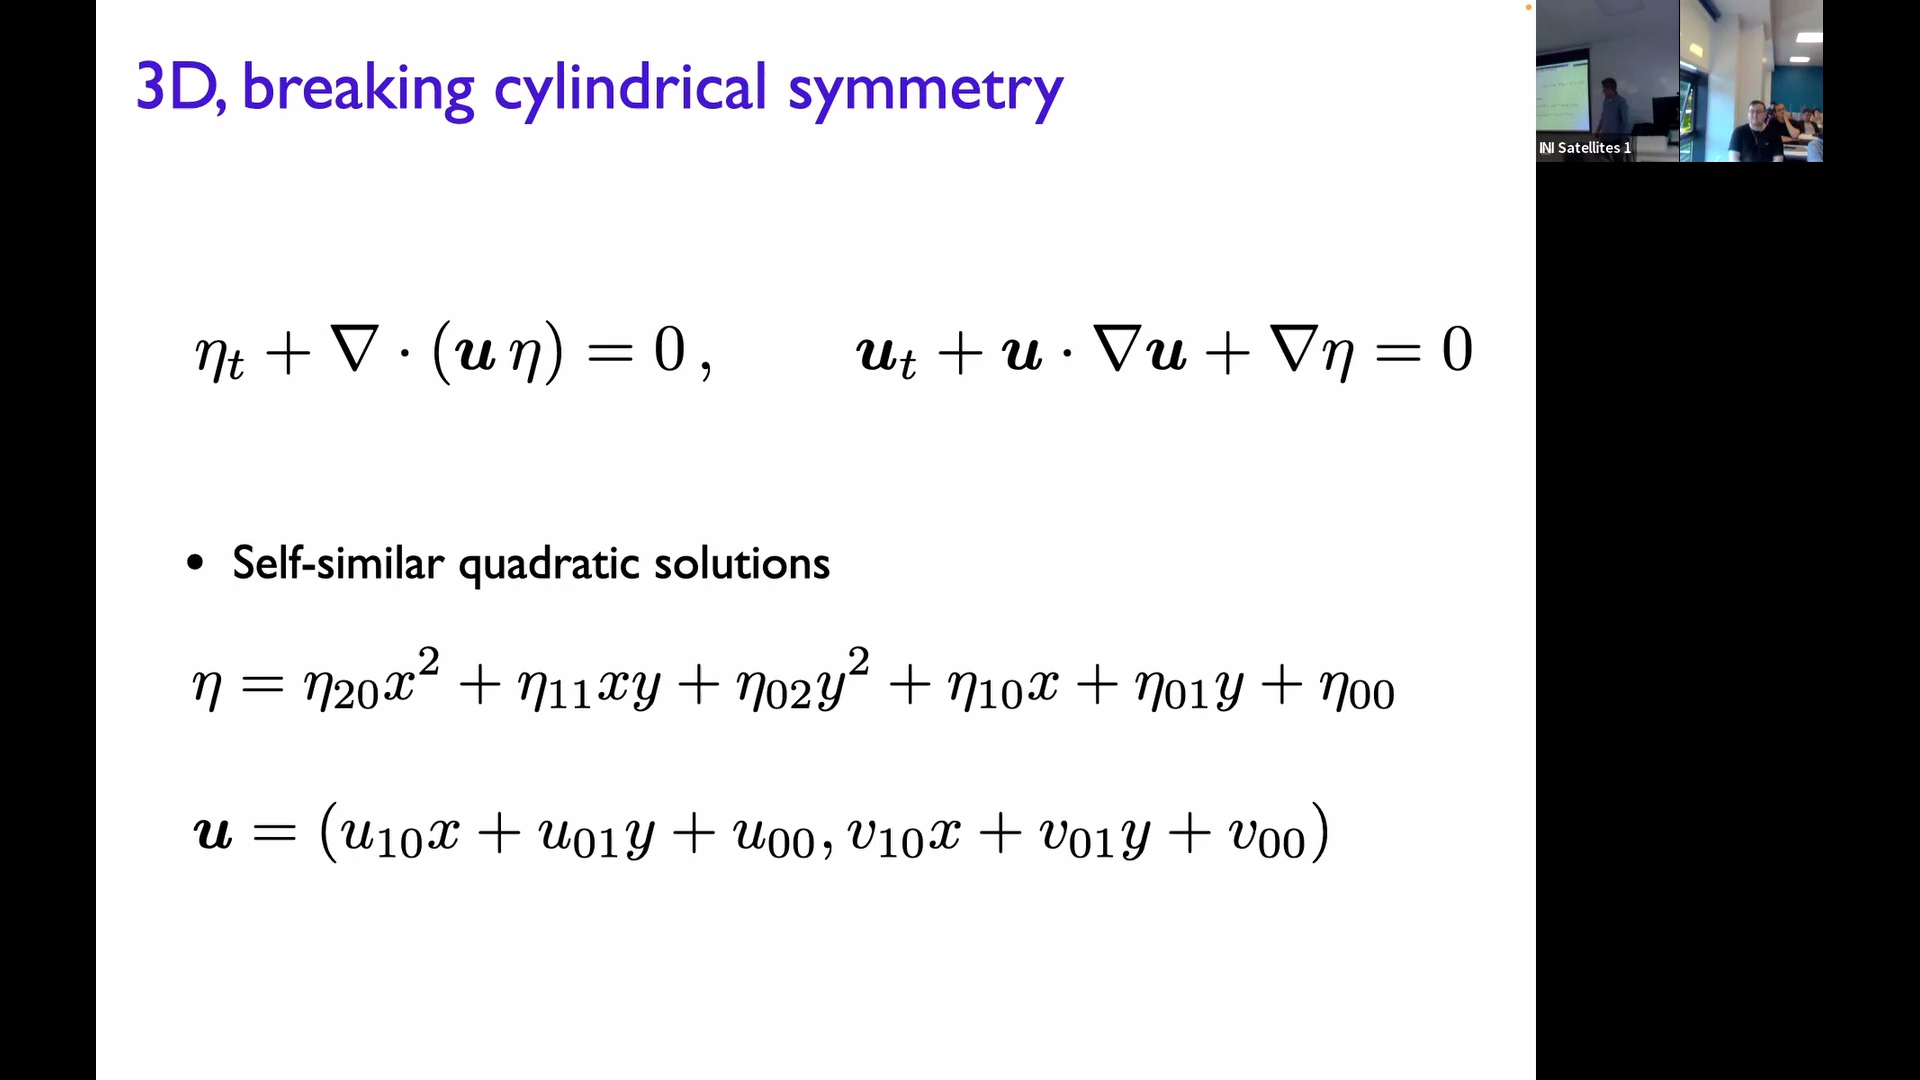 3D, breaking cylindrical symmetry
INI Satellites 1
ηₜ + ∇ · (𝒖 η) = 0 , 𝒖ₜ + 𝒖 · ∇𝒖 + ∇η = 0
• Self-similar quadratic solutions
η = η₂₀x² + η₁₁xy + η₀₂y² + η₁₀x + η₀₁y + η₀₀
𝒖 = (u₁₀x + u₀₁y + u₀₀, v₁₀x + v₀₁y + v₀₀)